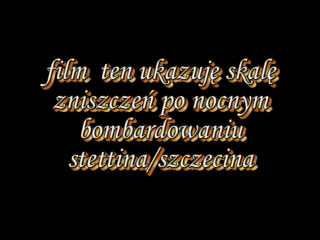 film ten ukazuję skalę
zniszczeń po nocnym
bombardowaniu
stettina/szczecina